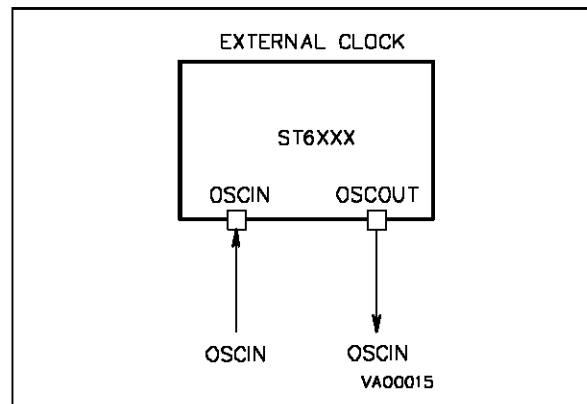 EXTERNAL CLOCK
ST6XXX
OSCIN OSCOUT
OSCIN OSCIN
VA00015